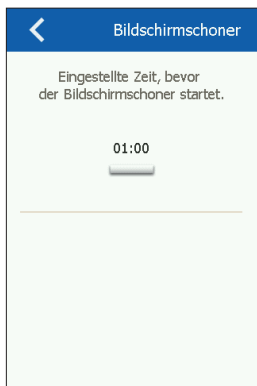 Bildschirmschoner
Eingestellte Zeit, bevor
der Bildschirmschoner startet.
01:00